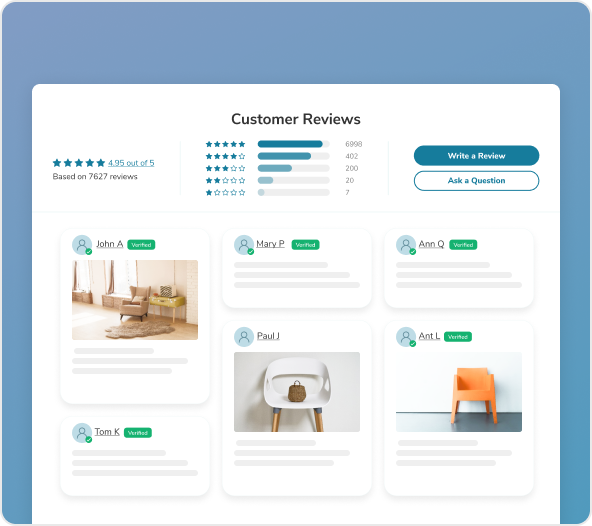 Customer Reviews
4.95 out of 5
Based on 7627 reviews
6998
402
200
20
7
Write a Review
Ask a Question
John A Verified
Mary P Verified
Ann Q Verified
Paul J
Ant L Verified
Tom K Verified